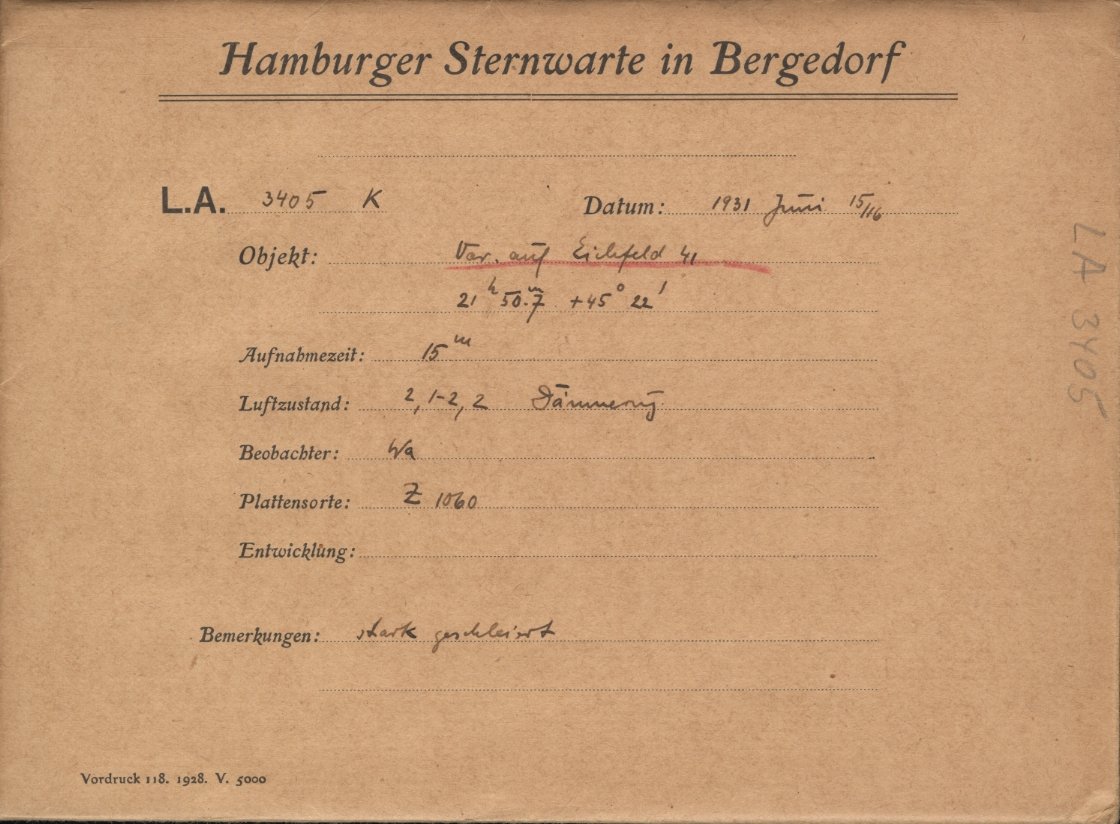 Hamburger Sternwarte in Bergedorf
L.A. 3405 K Datum: 1931 Juni 15/16
Objekt: Var. auf Eichfeld 41
21h 50.m7 +45° 22'
Aufnahmezeit: 15m
Luftzustand: 2, 1-2, 2 Dämmerung
Beobachter: Wa
Plattensorte: Z 1060
Entwicklung:
Bemerkungen: stark geschleiert
Vordruck 118. 1928. V. 5000
LA 3405